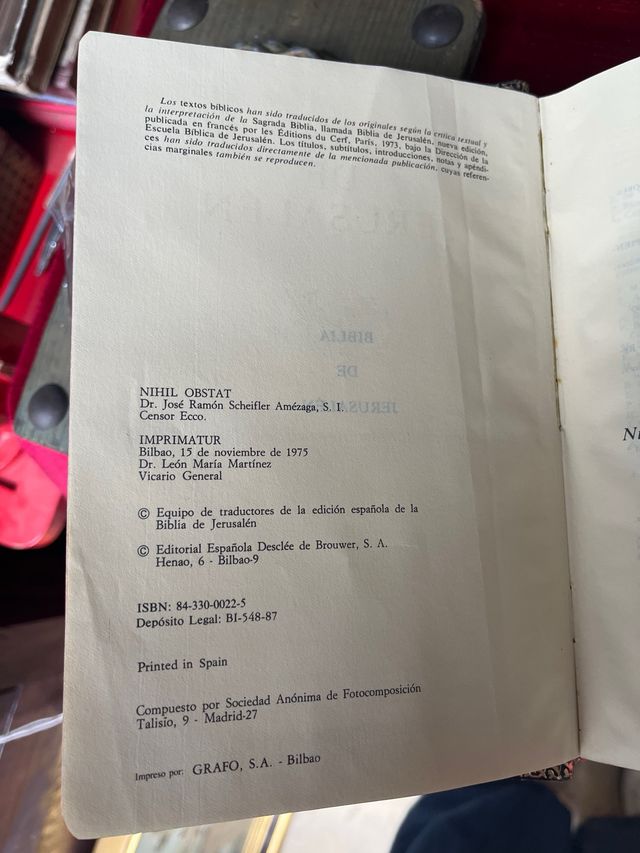 Los textos bíblicos han sido traducidos de los originales según la crítica textual y
la interpretación de la Sagrada Biblia, llamada Biblia de Jerusalén, nueva edición,
publicada en francés por les Éditions du Cerf, París, 1973, bajo la Dirección de la
Escuela Bíblica de Jerusalén. Los títulos, subtítulos, introducciones, notas y apéndi-
ces han sido traducidos directamente de la mencionada publicación, cuyas referen-
cias marginales también se reproducen.
BIBLIA
DE
JERUSALÉN
NIHIL OBSTAT
Dr. José Ramón Scheifler Amézaga, S. I.
Censor Ecco.
IMPRIMATUR
Bilbao, 15 de noviembre de 1975
Dr. León María Martínez
Vicario General
© Equipo de traductores de la edición española de la
Biblia de Jerusalén
© Editorial Española Desclée de Brouwer, S. A.
Henao, 6 - Bilbao-9
ISBN: 84-330-0022-5
Depósito Legal: BI-548-87
Printed in Spain
Compuesto por Sociedad Anónima de Fotocomposición
Talisio, 9 - Madrid-27
Impreso por: GRAFO, S.A. - Bilbao